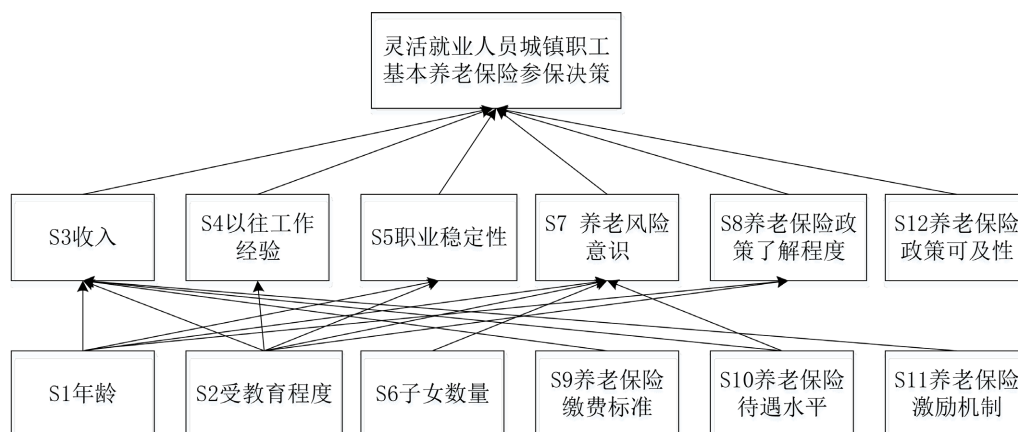 灵活就业人员城镇职工
基本养老保险参保决策
S3收入
S4以往工作
经验
S5职业稳定性
S7 养老风险
意识
S8养老保险政
策了解程度
S12养老保险
政策可及性
S1年龄
S2受教育程度
S6子女数量
S9养老保险
缴费标准
S10养老保险
待遇水平
S11养老保险
激励机制